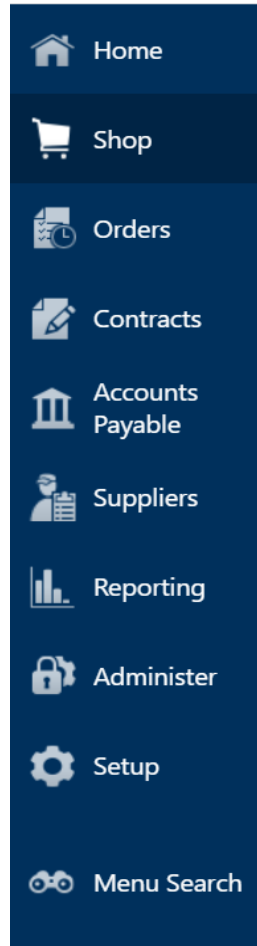 Home
Shop
Orders
Contracts
Accounts
Payable
Suppliers
Reporting
Administer
Setup
Menu Search